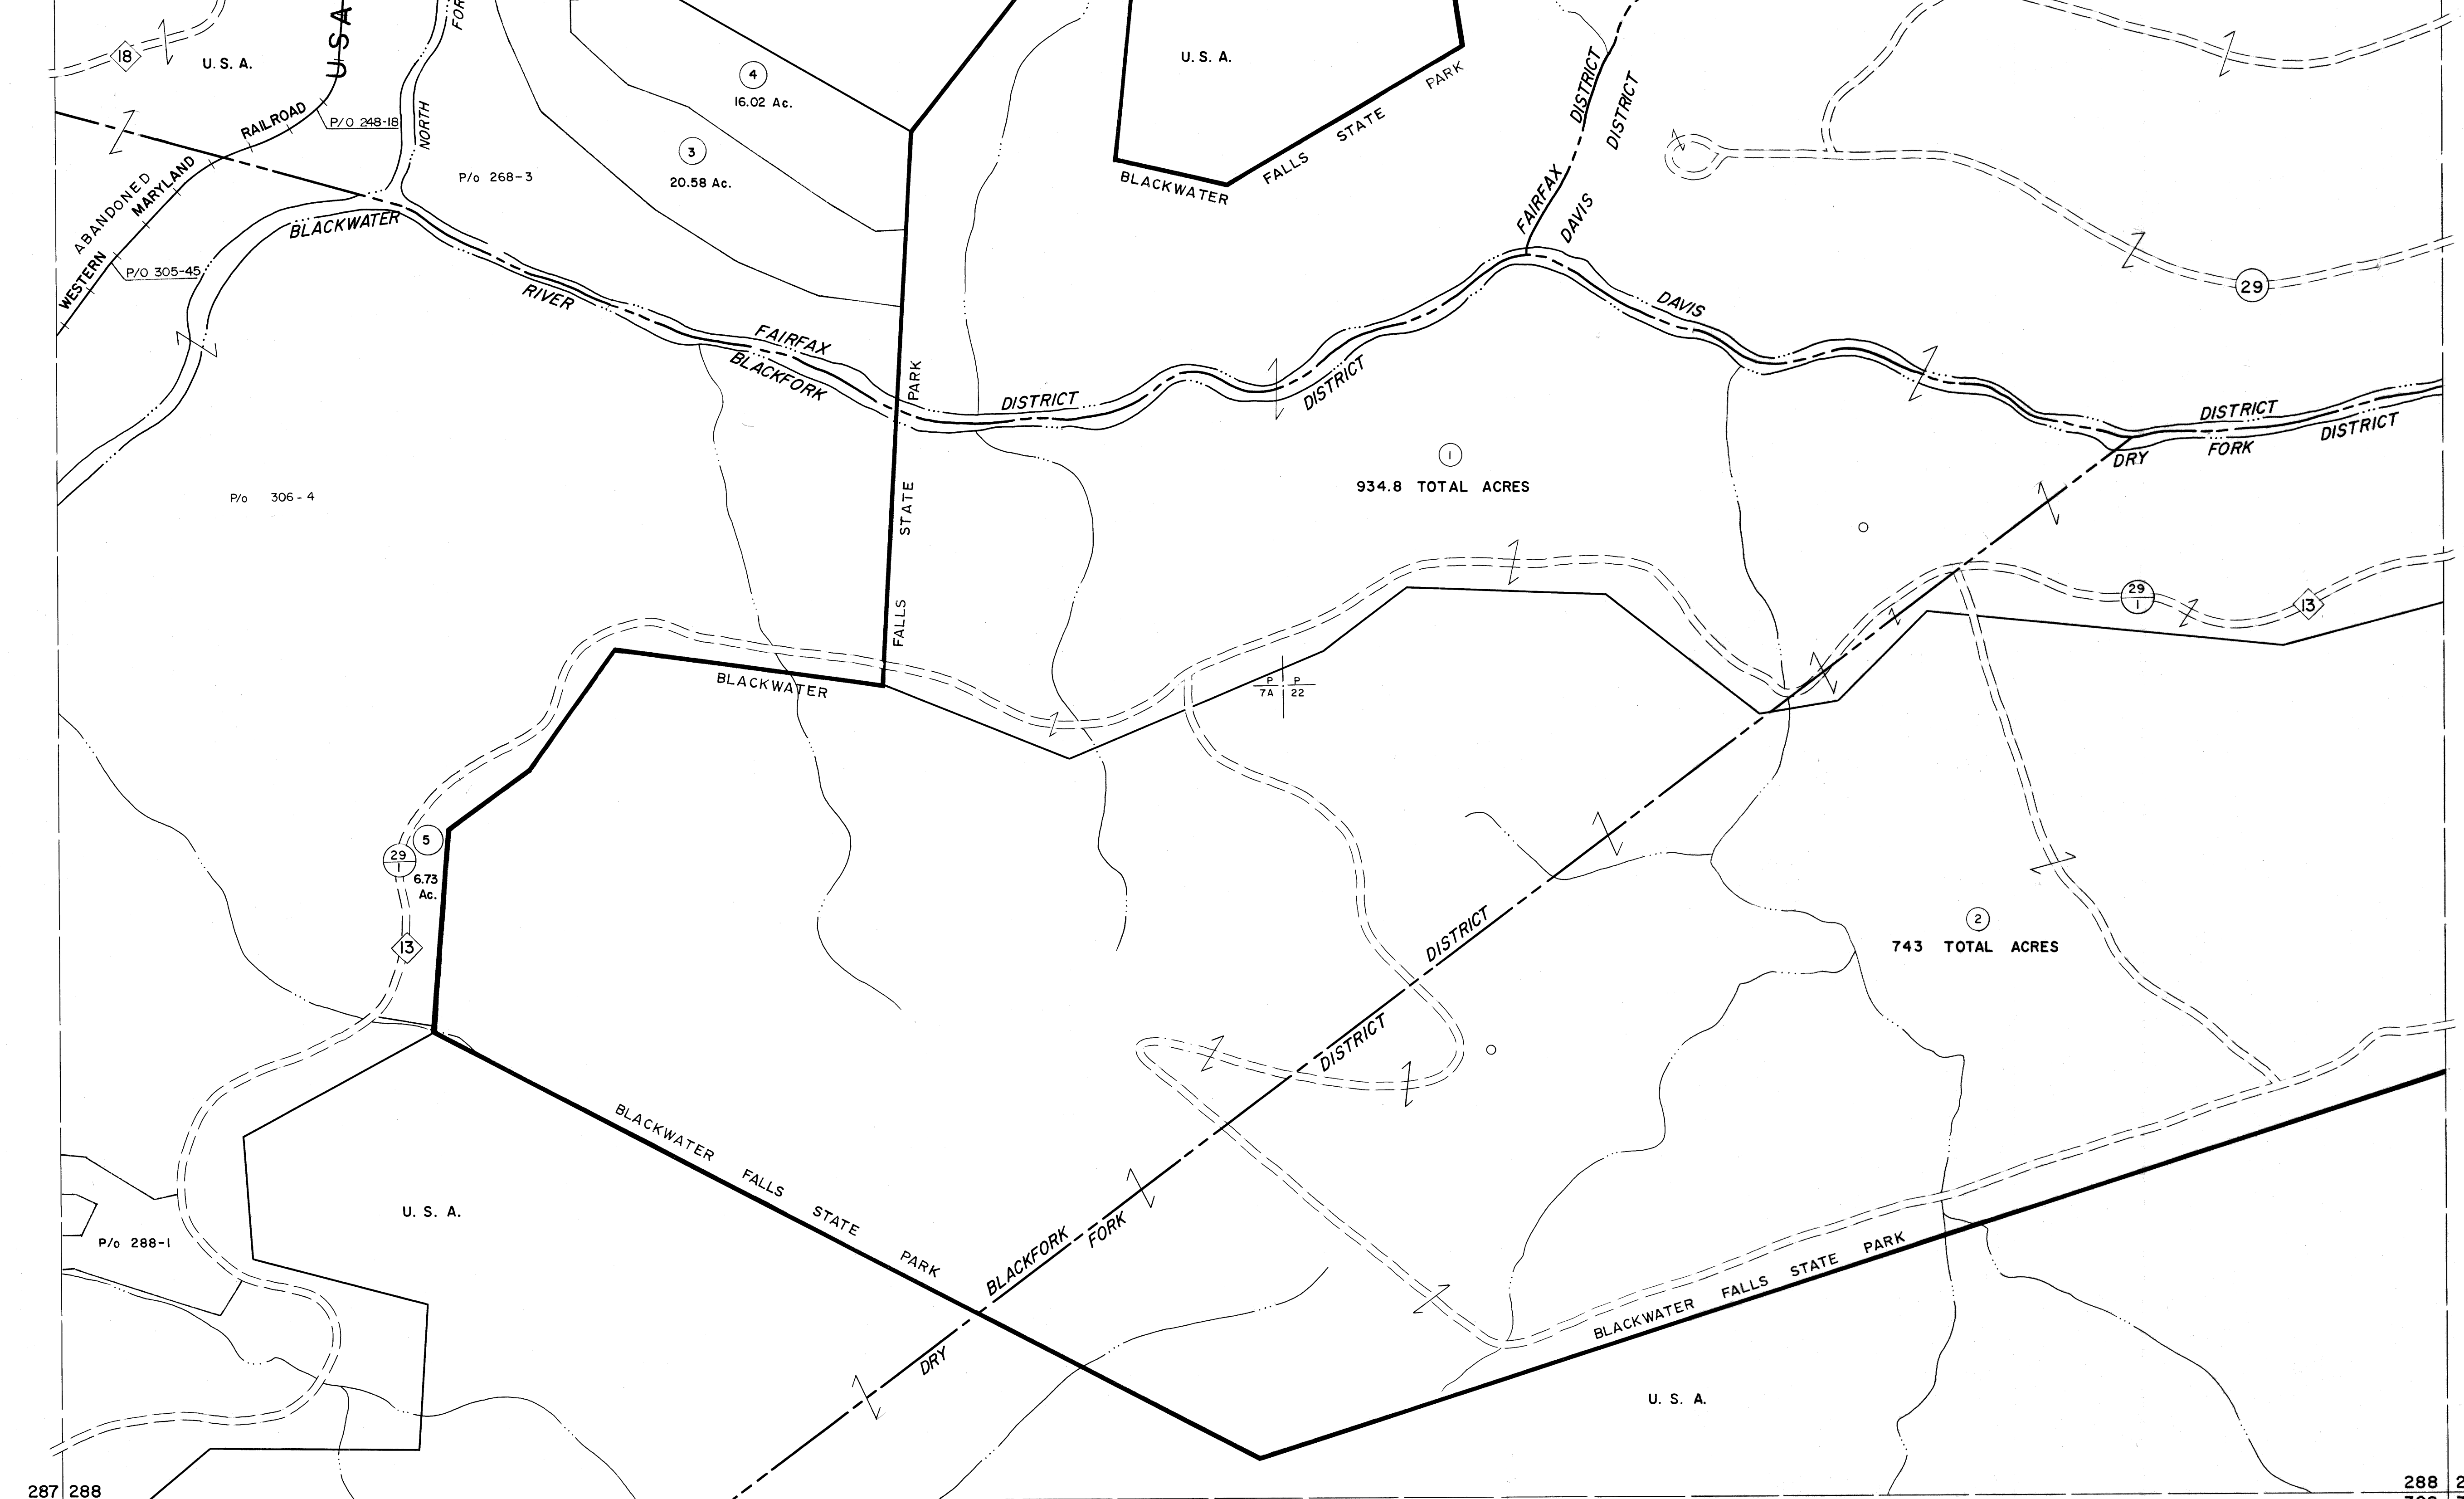 18
U. S. A.
USA
FOR
NORTH
RAILROAD
P/O 248-18
ABANDONED
MARYLAND
WESTERN
P/O 305-45
BLACKWATER
RIVER
P/o 268-3
4
16.02 Ac.
3
20.58 Ac.
U. S. A.
BLACKWATER FALLS STATE PARK
FAIRFAX DISTRICT
DAVIS DISTRICT
29
FAIRFAX DISTRICT
BLACKFORK DISTRICT
DAVIS DISTRICT
DRY FORK DISTRICT
P/o 306-4
BLACKWATER FALLS STATE PARK
1
934.8 TOTAL ACRES
29
1
13
P
7A
P
22
5
6.73
Ac.
29
1
13
2
743 TOTAL ACRES
BLACKFORK DISTRICT
DRY FORK DISTRICT
BLACKWATER FALLS STATE PARK
BLACKWATER FALLS STATE PARK
U. S. A.
P/o 288-1
U. S. A.
287 288
288